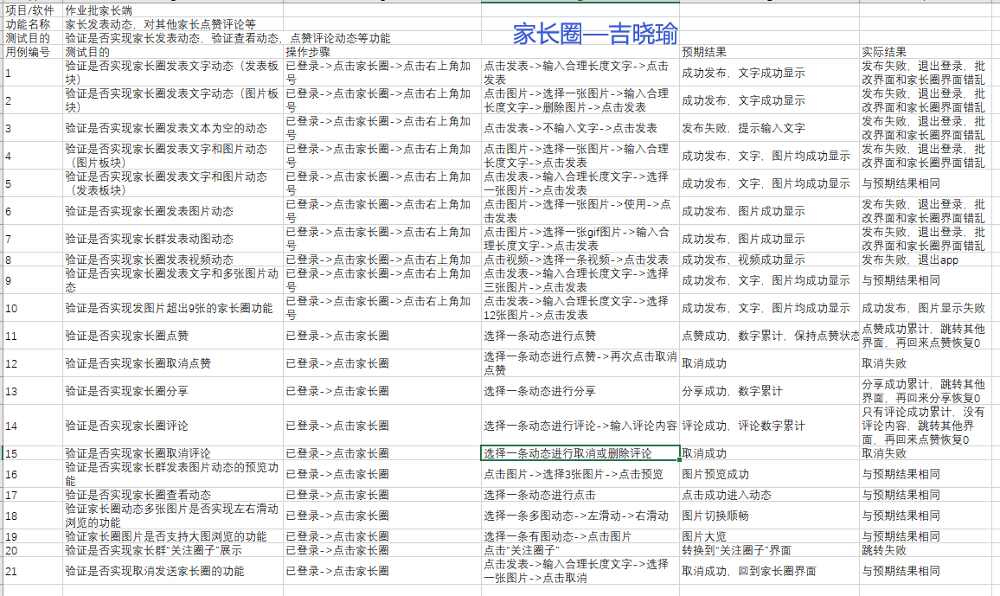 项目/软件 作业批家长端
功能名称 家长发表动态，对其他家长点赞评论等
测试目的 验证是否实现家长发表动态，验证查看动态，点赞评论动态等功能
家长圈—吉晓瑜
用例编号 测试目的 操作步骤 预期结果 实际结果
1 验证是否实现家长圈发表文字动态（发表板块） 已登录->点击家长圈->点击右上角加号 点击发表->输入合理长度文字->点击发表 成功发布，文字成功显示 发布失败，退出登录，批改界面和家长圈界面错乱
2 验证是否实现家长圈发表文字动态（图片板块） 已登录->点击家长圈->点击右上角加号 点击图片->选择一张图片->输入合理长度文字->删除图片->点击发表 成功发布，文字成功显示 发布失败，退出登录，批改界面和家长圈界面错乱
3 验证是否实现家长圈发表文本为空的动态 已登录->点击家长圈->点击右上角加号 点击发表->不输入文字->点击发表 发布失败，提示输入文字 发布失败，退出登录，批改界面和家长圈界面错乱
4 验证是否实现家长圈发表文字和图片动态（图片板块） 已登录->点击家长圈->点击右上角加号 点击图片->选择一张图片->输入合理长度文字->点击发表 成功发布，文字，图片均成功显示 发布失败，退出登录，批改界面和家长圈界面错乱
5 验证是否实现家长圈发表文字和图片动态（发表板块） 已登录->点击家长圈->点击右上角加号 点击发表->输入合理长度文字->选择一张图片->点击发表 成功发布，文字，图片均成功显示 与预期结果相同
6 验证是否实现家长圈发表图片动态 已登录->点击家长圈->点击右上角加号 点击图片->选择一张图片->使用->点击发表 成功发布，图片成功显示 发布失败，退出登录，批改界面和家长圈界面错乱
7 验证是否实现家长群发表动图动态 已登录->点击家长圈->点击右上角加号 点击图片->选择一张gif图片->输入合理长度文字->点击发表 成功发布，图片成功显示 发布失败，退出登录，批改界面和家长圈界面错乱
8 验证是否实现家长圈发表视频动态 已登录->点击家长圈->点击右上角加 点击视频->选择一条视频->点击发表 成功发布，视频成功显示 发布失败，退出app
9 验证是否实现家长圈发表文字和多张图片动态 已登录->点击家长圈->点击右上角加号 点击发表->输入合理长度文字->选择三张图片->点击发表 成功发布，文字，图片均成功显示 与预期结果相同
10 验证是否实现发图片超出9张的家长圈功能 已登录->点击家长圈->点击右上角加号 点击发表->输入合理长度文字->选择12张图片->点击发表 成功发布，文字，图片均成功显示 成功发布，图片显示失败
11 验证是否实现家长圈点赞 已登录->点击家长圈 选择一条动态进行点赞 点赞成功，数字累计，保持点赞状态 点赞成功累计，跳转其他界面，再回来点赞恢复0
12 验证是否实现家长圈取消点赞 已登录->点击家长圈 选择一条动态进行点赞->再次点击取消点赞 取消成功 取消失败
13 验证是否实现家长圈分享 已登录->点击家长圈 选择一条动态进行分享 分享成功，数字累计 分享成功累计，跳转其他界面，再回来分享恢复0
14 验证是否实现家长圈评论 已登录->点击家长圈 选择一条动态进行评论->输入评论内容 评论成功，评论数字累计 只有评论成功累计，没有评论内容，跳转其他界面，再回来点赞恢复0
15 验证是否实现家长圈取消评论 已登录->点击家长圈 选择一条动态进行取消或删除评论 取消成功 取消失败
16 验证是否实现家长群发表图片动态的预览功能 已登录->点击家长圈 点击图片->选择3张图片->点击预览 图片预览成功 与预期结果相同
17 验证是否实现家长圈查看动态 已登录->点击家长圈 选择一条动态进行点击 点击成功进入动态 与预期结果相同
18 验证家长圈动态多张图片是否实现左右滑动浏览的功能 已登录->点击家长圈 选择一条多图动态->左滑动->右滑动 图片切换顺畅 与预期结果相同
19 验证家长圈图片是否支持大图浏览的功能 已登录->点击家长圈 选择一条有图动态->点击图片 图片大览 与预期结果相同
20 验证是否实现家长群“关注圈子”展示 已登录->点击家长圈 点击“关注圈子” 转换到“关注圈子”界面 跳转失败
21 验证是否实现取消发送家长圈的功能 已登录->点击家长圈 点击发表->输入合理长度文字->选择一张图片->点击取消 取消成功，回到家长圈界面 与预期结果相同